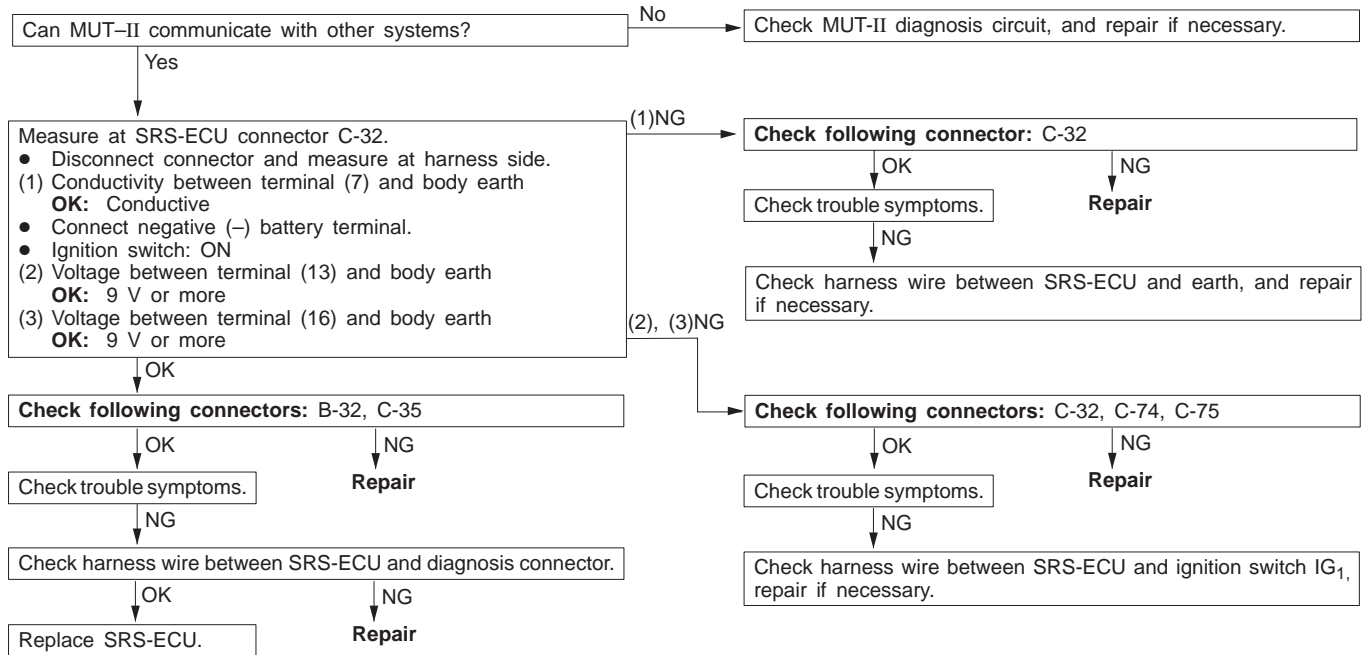 Can MUT–II communicate with other systems?
No
Check MUT-II diagnosis circuit, and repair if necessary.
Yes
Measure at SRS-ECU connector C-32.
● Disconnect connector and measure at harness side.
(1) Conductivity between terminal (7) and body earth
OK: Conductive
● Connect negative (–) battery terminal.
● Ignition switch: ON
(2) Voltage between terminal (13) and body earth
OK: 9 V or more
(3) Voltage between terminal (16) and body earth
OK: 9 V or more
(1)NG
Check following connector: C-32
OK
NG
Check trouble symptoms.
Repair
NG
Check harness wire between SRS-ECU and earth, and repair
if necessary.
(2), (3)NG
OK
Check following connectors: B-32, C-35
OK
NG
Check trouble symptoms.
Repair
NG
Check harness wire between SRS-ECU and diagnosis connector.
OK
NG
Replace SRS-ECU.
Repair
Check following connectors: C-32, C-74, C-75
OK
NG
Check trouble symptoms.
Repair
NG
Check harness wire between SRS-ECU and ignition switch IG1,
repair if necessary.